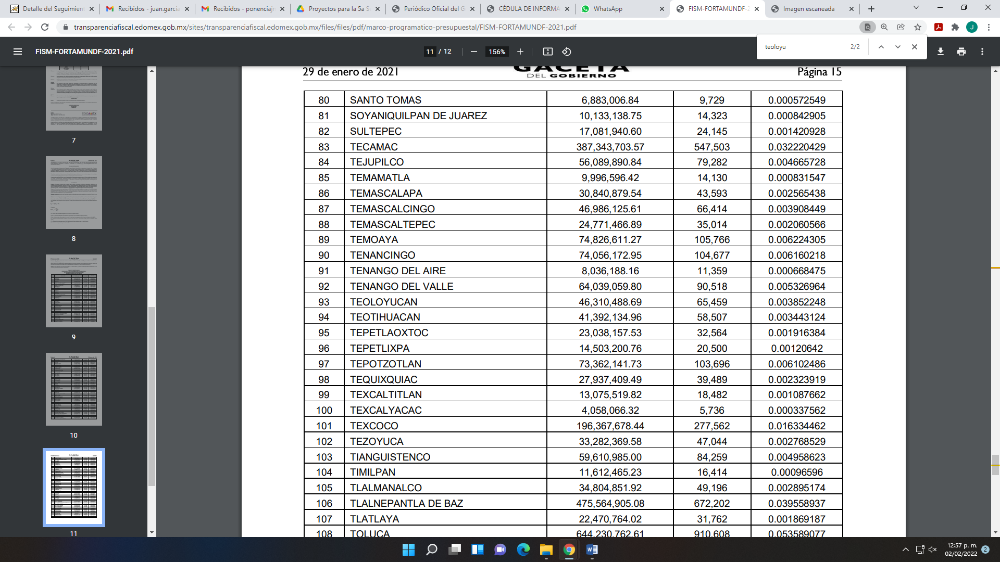 Detalle del Seguimient
Recibidos - juan.garcia
Recibidos - ponenciajr
Proyectos para la 5a S
Periódico Oficial del G
CÉDULA DE INFORMA
WhatsApp
FISM-FORTAMUNDF-2
Imagen escaneada
transparenciafiscal.edomex.gob.mx/sites/transparenciafiscal.edomex.gob.mx/files/files/pdf/marco-programatico-presupuestal/FISM-FORTAMUNDF-2021.pdf
J
FISM-FORTAMUNDF-2021.pdf
11 / 12
156%
teoloyu 2/2
7
8
9
10
11
29 de enero de 2021 GACETA DEL GOBIERNO Página 15
80 SANTO TOMAS 6,883,006.84 9,729 0.000572549
81 SOYANIQUILPAN DE JUAREZ 10,133,138.75 14,323 0.000842905
82 SULTEPEC 17,081,940.60 24,145 0.001420928
83 TECAMAC 387,343,703.57 547,503 0.032220429
84 TEJUPILCO 56,089,890.84 79,282 0.004665728
85 TEMAMATLA 9,996,596.42 14,130 0.000831547
86 TEMASCALAPA 30,840,879.54 43,593 0.002565438
87 TEMASCALCINGO 46,986,125.61 66,414 0.003908449
88 TEMASCALTEPEC 24,771,466.89 35,014 0.002060566
89 TEMOAYA 74,826,611.27 105,766 0.006224305
90 TENANCINGO 74,056,172.95 104,677 0.006160218
91 TENANGO DEL AIRE 8,036,188.16 11,359 0.000668475
92 TENANGO DEL VALLE 64,039,059.80 90,518 0.005326964
93 TEOLOYUCAN 46,310,488.69 65,459 0.003852248
94 TEOTIHUACAN 41,392,134.96 58,507 0.003443124
95 TEPETLAOXTOC 23,038,157.53 32,564 0.001916384
96 TEPETLIXPA 14,503,200.76 20,500 0.00120642
97 TEPOTZOTLAN 73,362,141.73 103,696 0.006102486
98 TEQUIXQUIAC 27,937,409.49 39,489 0.002323919
99 TEXCALTITLAN 13,075,519.82 18,482 0.001087662
100 TEXCALYACAC 4,058,066.32 5,736 0.000337562
101 TEXCOCO 196,367,678.44 277,562 0.016334462
102 TEZOYUCA 33,282,369.58 47,044 0.002768529
103 TIANGUISTENCO 59,610,985.00 84,259 0.004958623
104 TIMILPAN 11,612,465.23 16,414 0.00096596
105 TLALMANALCO 34,804,851.92 49,196 0.002895174
106 TLALNEPANTLA DE BAZ 475,564,905.08 672,202 0.039558937
107 TLATLAYA 22,470,764.02 31,762 0.001869187
108 TOLUCA 644,230,762.61 910,608 0.053589077
12:57 p. m.
02/02/2022
2